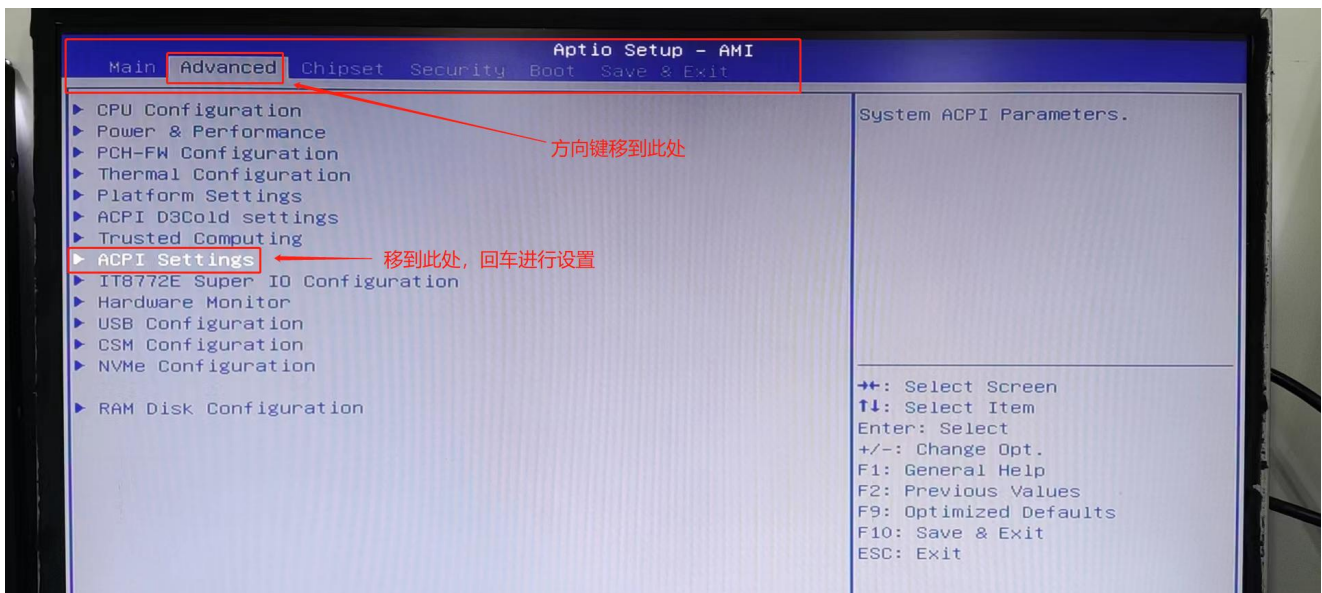 Aptio Setup - AMI
Main Advanced Chipset Security Boot Save & Exit
▶ CPU Configuration
▶ Power & Performance
▶ PCH-FW Configuration
▶ Thermal Configuration
▶ Platform Settings
▶ ACPI D3Cold settings
▶ Trusted Computing
▶ ACPI Settings
▶ IT8772E Super IO Configuration
▶ Hardware Monitor
▶ USB Configuration
▶ CSM Configuration
▶ NVMe Configuration
▶ RAM Disk Configuration
方向键移到此处
移到此处，回车进行设置
System ACPI Parameters.
→←: Select Screen
↑↓: Select Item
Enter: Select
+/-: Change Opt.
F1: General Help
F2: Previous Values
F9: Optimized Defaults
F10: Save & Exit
ESC: Exit